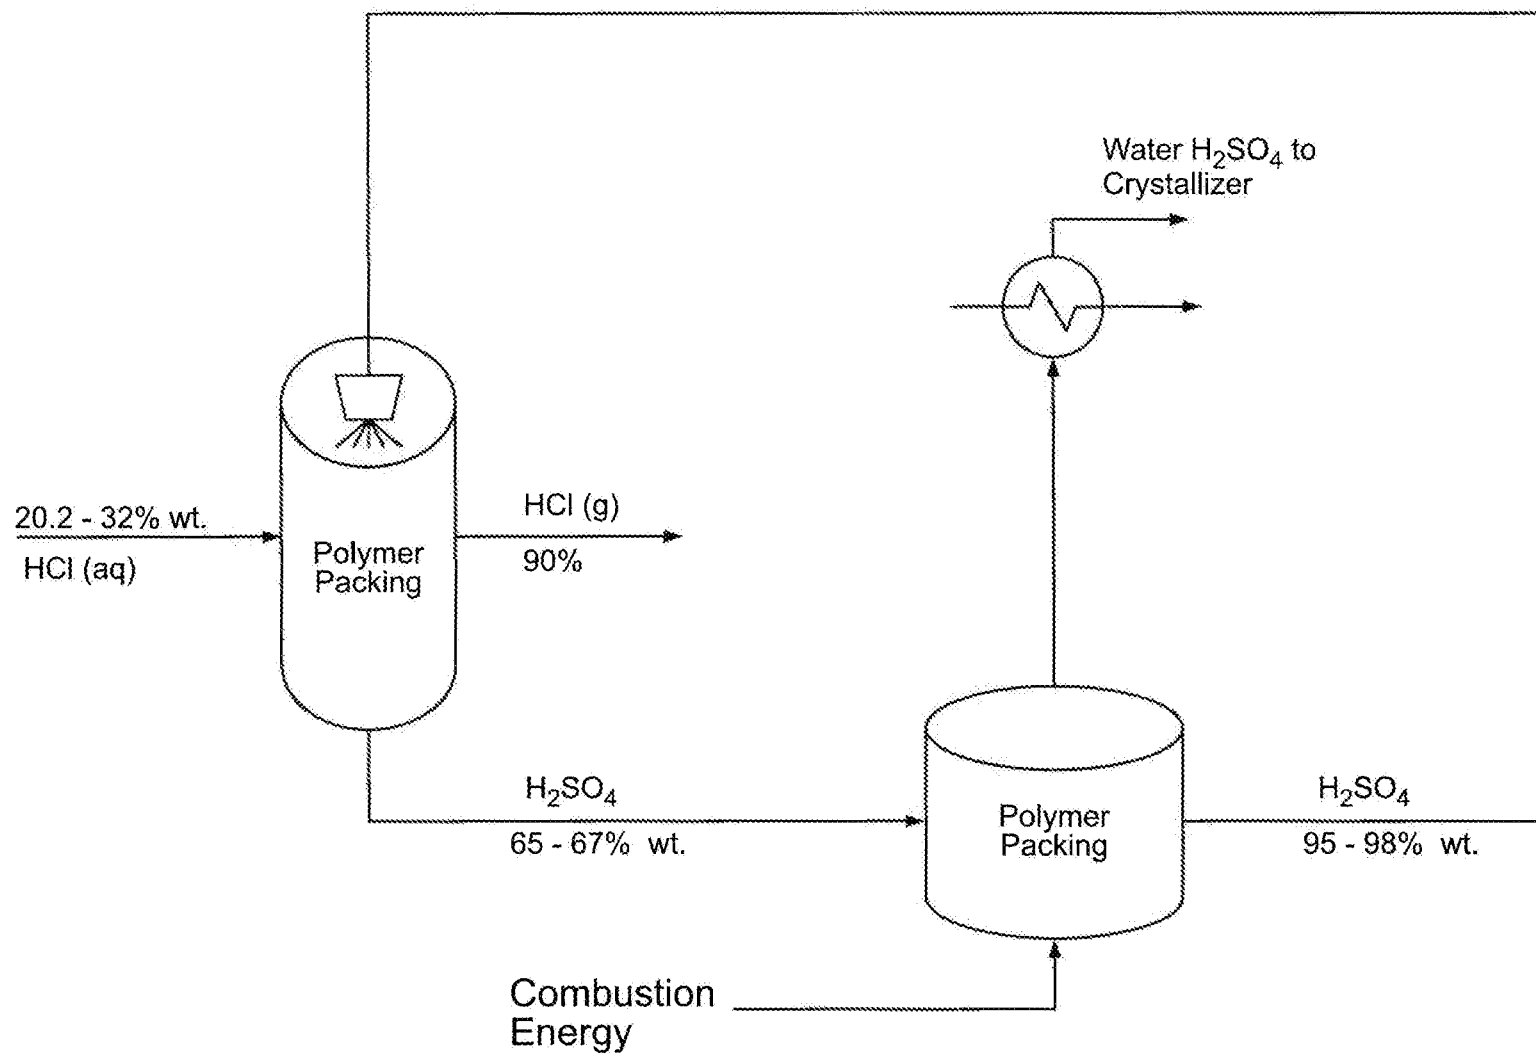 Water H₂SO₄ to
Crystallizer
20.2 - 32% wt.
HCl (aq)
Polymer
Packing
HCl (g)
90%
H₂SO₄
65 - 67% wt.
Polymer
Packing
H₂SO₄
95 - 98% wt.
Combustion
Energy